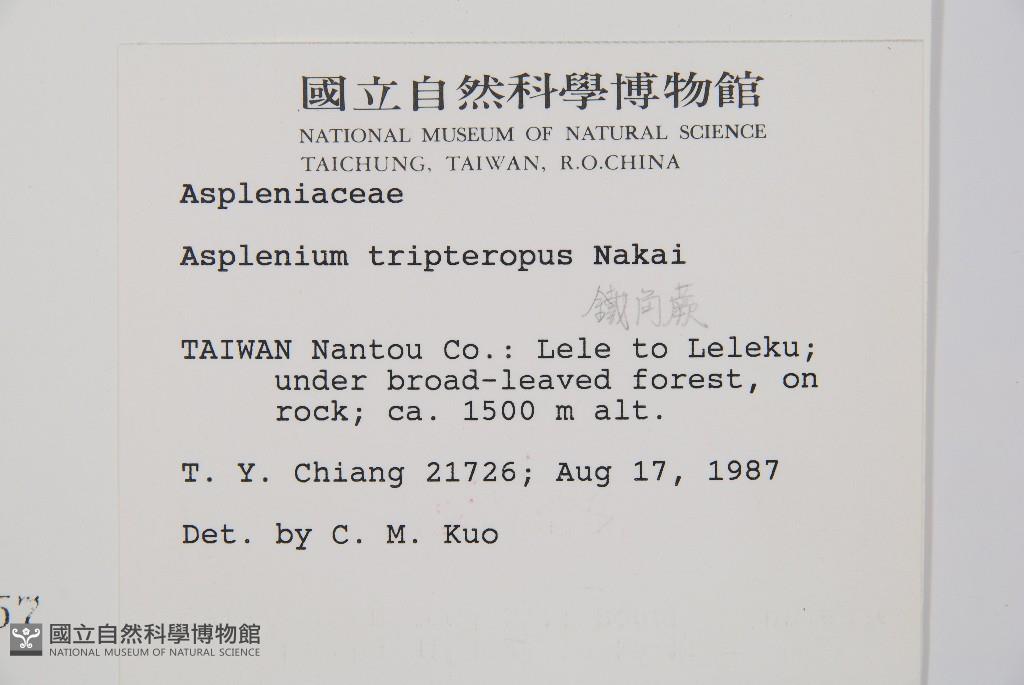 國立自然科學博物館
NATIONAL MUSEUM OF NATURAL SCIENCE
TAICHUNG, TAIWAN, R.O.CHINA
Aspleniaceae
Asplenium tripteropus Nakai
鐵角蕨
TAIWAN Nantou Co.: Lele to Leleku;
under broad-leaved forest, on
rock; ca. 1500 m alt.
T. Y. Chiang 21726; Aug 17, 1987
Det. by C. M. Kuo
57
國立自然科學博物館
NATIONAL MUSEUM OF NATURAL SCIENCE